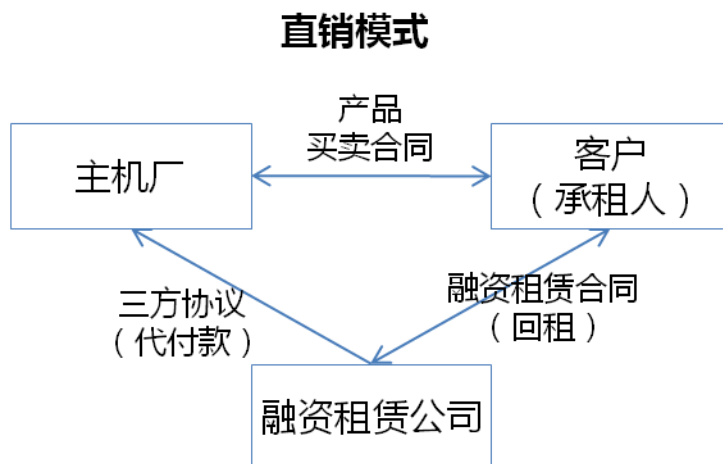 直销模式
产品
买卖合同
主机厂
客户
（承租人）
三方协议
（代付款）
融资租赁合同
（回租）
融资租赁公司